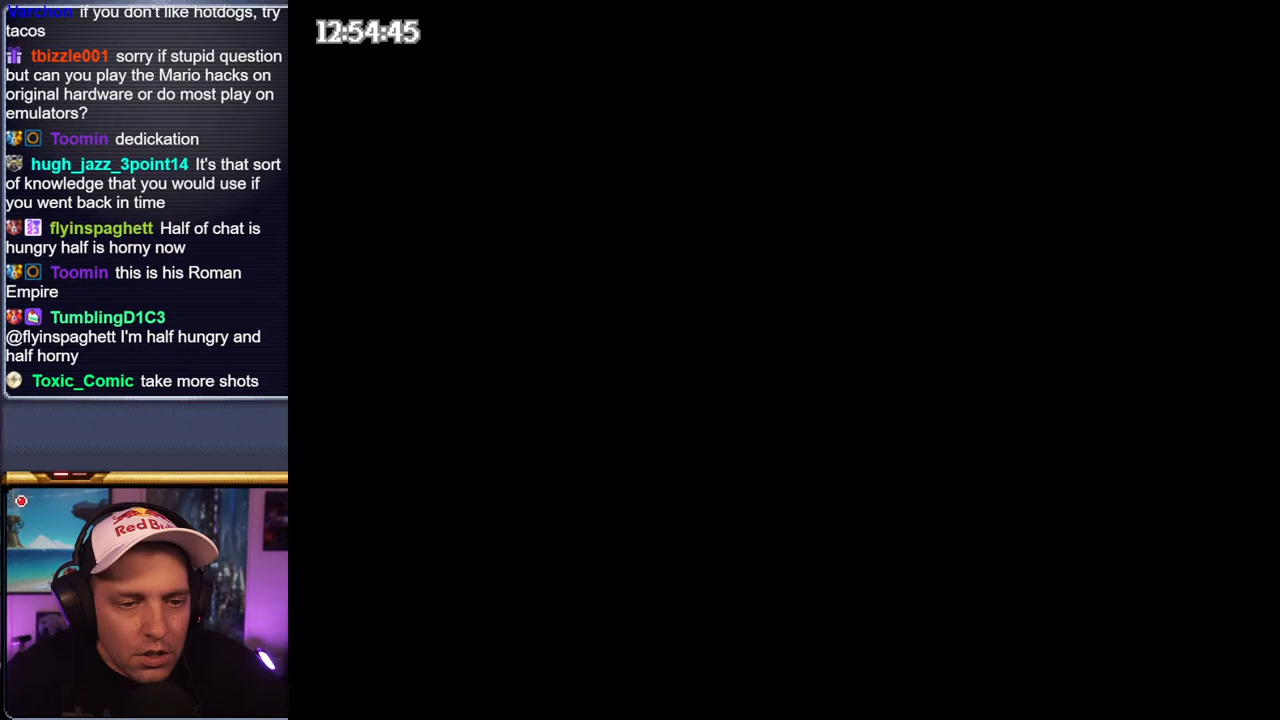 Varchon if you don't like hotdogs, try
tacos
tbizzle001 sorry if stupid question
but can you play the Mario hacks on
original hardware or do most play on
emulators?
Toomin dedickation
hugh_jazz_3point14 It's that sort
of knowledge that you would use if
you went back in time
flyinspaghett Half of chat is
hungry half is horny now
Toomin this is his Roman
Empire
TumblingD1C3
@flyinspaghett I'm half hungry and
half horny
Toxic_Comic take more shots
12:54:45
Red Bull